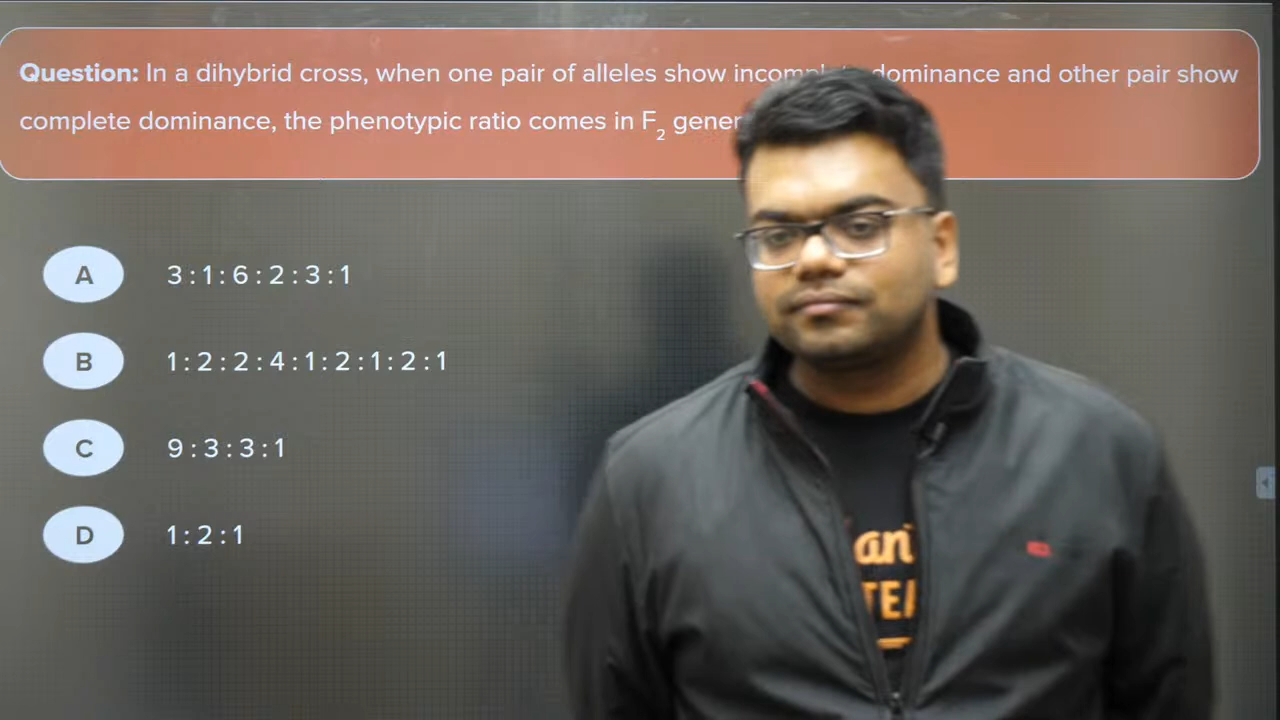 Question: In a dihybrid cross, when one pair of alleles show dominance and other pair show
complete dominance, the phenotypic ratio comes in F2
A 3 : 1 : 6 : 2 : 3 : 1
B 1 : 2 : 2 : 4 : 1 : 2 : 1 : 2 : 1
C 9 : 3 : 3 : 1
D 1 : 2 : 1